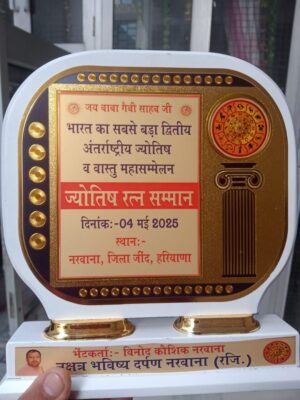 जय बाबा गैबी साहब जी
भारत का सबसे बड़ा द्वितीय
अंतर्राष्ट्रीय ज्योतिष
व वास्तु महासम्मेलन
ज्योतिष रत्न सम्मान
दिनांक:-04 मई 2025
स्थान:-
नरवाना, जिला जींद, हरियाणा
भेंटकर्ता:- विनोद कौशिक नरवाना
नक्षत्र भविष्य दर्पण नरवाना (रजि.)